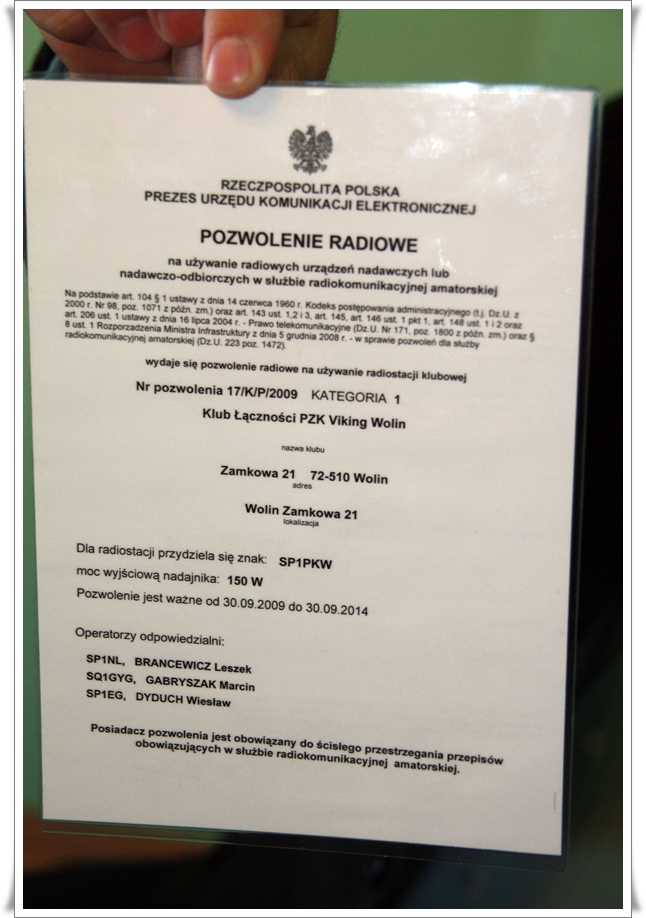 RZECZPOSPOLITA POLSKA
PREZES URZĘDU KOMUNIKACJI ELEKTRONICZNEJ
POZWOLENIE RADIOWE
na używanie radiowych urządzeń nadawczych lub
nadawczo-odbiorczych w służbie radiokomunikacyjnej amatorskiej
Na podstawie art. 104 § 1 ustawy z dnia 14 czerwca 1960 r. Kodeks postępowania administracyjnego (t.j. Dz.U. z
2000 r. Nr 98, poz. 1071 z późn. zm.) oraz art. 143 ust. 1,2 i 3, art. 145, art. 146 ust. 1 pkt 1, art. 148 ust. 1 i 2 oraz
art. 206 ust. 1 ustawy z dnia 16 lipca 2004 r. - Prawo telekomunikacyjne (Dz.U. Nr 171, poz. 1800 z późn. zm.) oraz §
8 ust. 1 Rozporzadzenia Ministra Infrastruktury z dnia 5 grudnia 2008 r. - w sprawie pozwoleń dla służby
radiokomunikacyjnej amatorskiej (Dz.U. 223 poz. 1472).
wydaje się pozwolenie radiowe na używanie radiostacji klubowej
Nr pozwolenia 17/K/P/2009 KATEGORIA 1
Klub Łączności PZK Viking Wolin
nazwa klubu
Zamkowa 21 72-510 Wolin
adres
Wolin Zamkowa 21
lokalizacja
Dla radiostacji przydziela się znak: SP1PKW
moc wyjściową nadajnika: 150 W
Pozwolenie jest ważne od 30.09.2009 do 30.09.2014
Operatorzy odpowiedzialni:
SP1NL, BRANCEWICZ Leszek
SQ1GYG, GABRYSZAK Marcin
SP1EG, DYDUCH Wiesław
Posiadacz pozwolenia jest obowiązany do ścisłego przestrzegania przepisów
obowiązujących w służbie radiokomunikacyjnej amatorskiej.